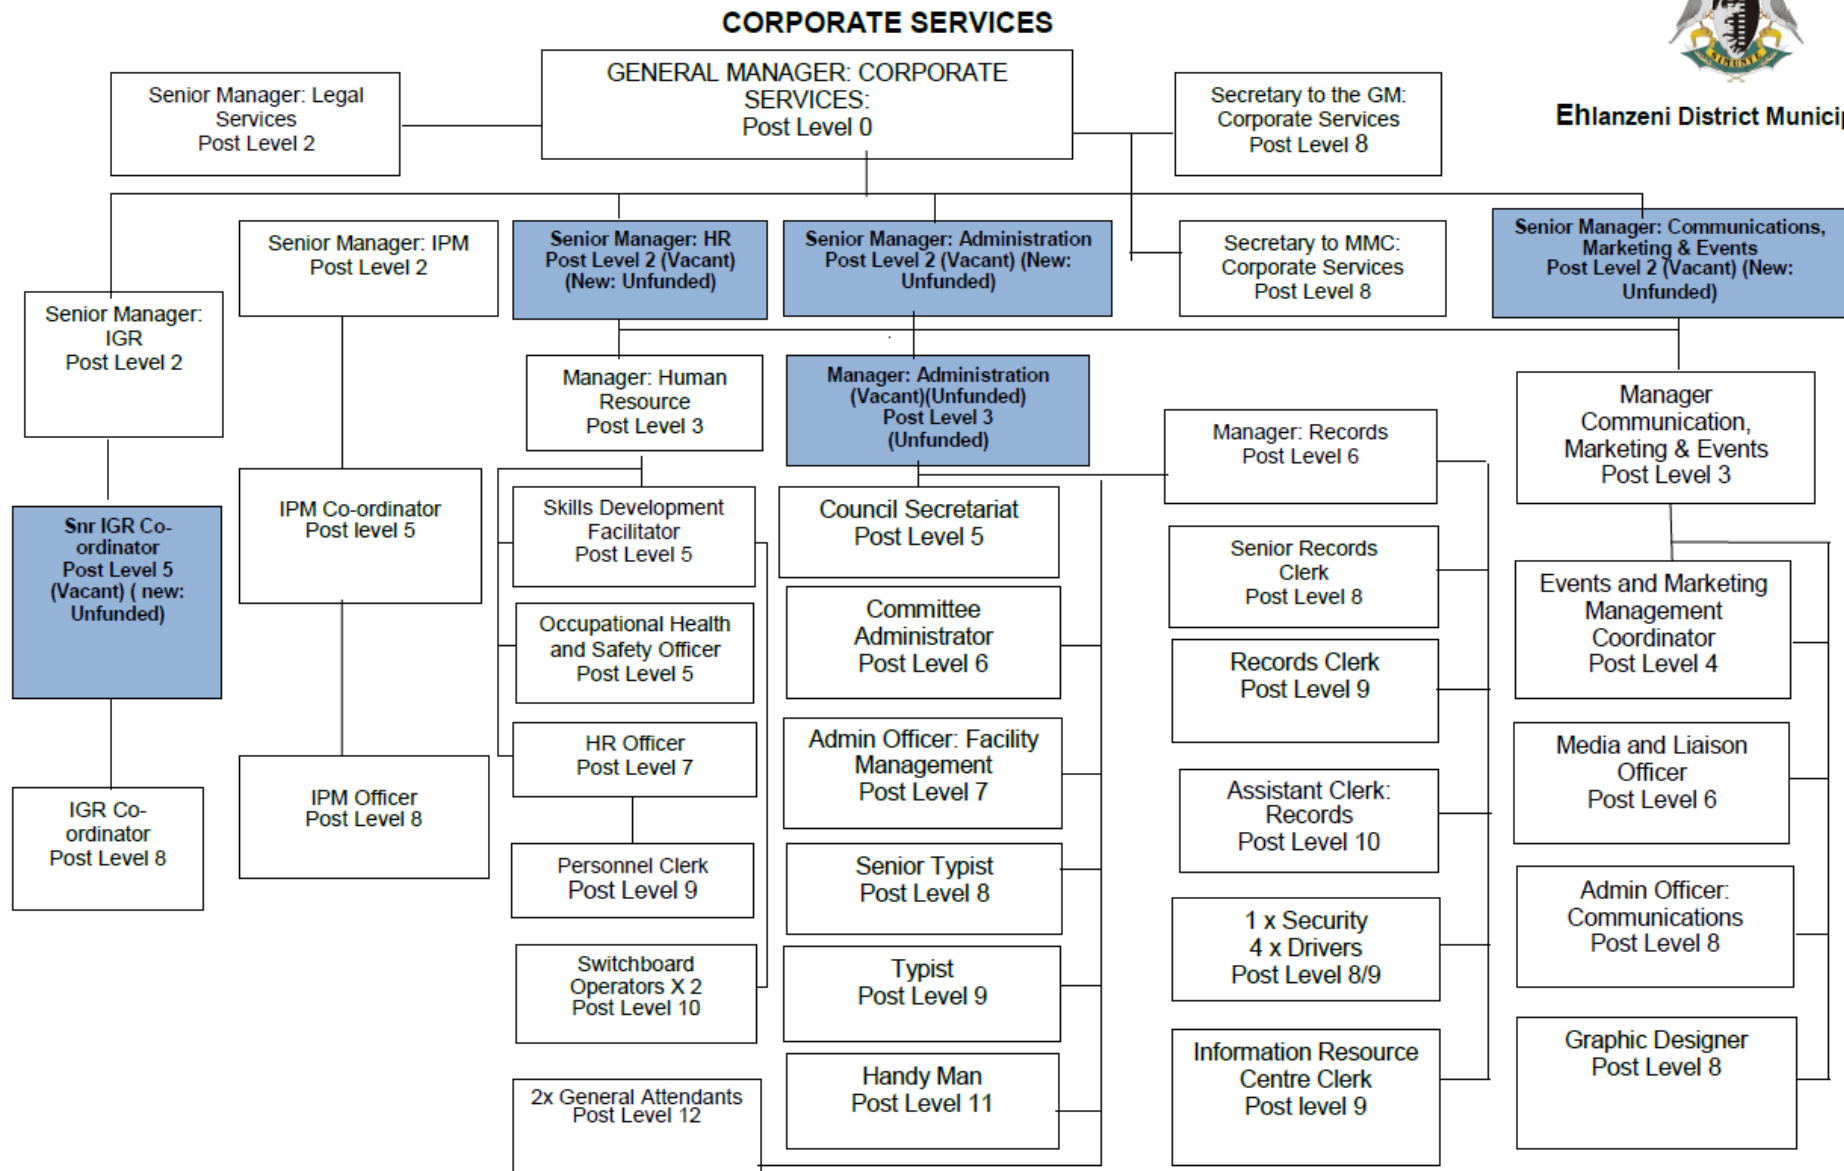 CORPORATE SERVICES
SIMUNYE
Ehlanzeni District Municip
GENERAL MANAGER: CORPORATE
SERVICES:
Post Level 0
Senior Manager: Legal
Services
Post Level 2
Secretary to the GM:
Corporate Services
Post Level 8
Senior Manager: IPM
Post Level 2
Senior Manager: HR
Post Level 2 (Vacant)
(New: Unfunded)
Senior Manager: Administration
Post Level 2 (Vacant) (New:
Unfunded)
Secretary to MMC:
Corporate Services
Post Level 8
Senior Manager: Communications,
Marketing & Events
Post Level 2 (Vacant) (New:
Unfunded)
Senior Manager:
IGR
Post Level 2
Manager: Human
Resource
Post Level 3
Manager: Administration
(Vacant)(Unfunded)
Post Level 3
(Unfunded)
Manager: Records
Post Level 6
Manager
Communication,
Marketing & Events
Post Level 3
Snr IGR Co-
ordinator
Post Level 5
(Vacant) ( new:
Unfunded)
IPM Co-ordinator
Post level 5
Skills Development
Facilitator
Post Level 5
Council Secretariat
Post Level 5
Senior Records
Clerk
Post Level 8
Events and Marketing
Management
Coordinator
Post Level 4
Occupational Health
and Safety Officer
Post Level 5
Committee
Administrator
Post Level 6
Records Clerk
Post Level 9
HR Officer
Post Level 7
Admin Officer: Facility
Management
Post Level 7
Media and Liaison
Officer
Post Level 6
IGR Co-
ordinator
Post Level 8
IPM Officer
Post Level 8
Personnel Clerk
Post Level 9
Senior Typist
Post Level 8
Assistant Clerk:
Records
Post Level 10
Admin Officer:
Communications
Post Level 8
Switchboard
Operators X 2
Post Level 10
Typist
Post Level 9
1 x Security
4 x Drivers
Post Level 8/9
Graphic Designer
Post Level 8
2x General Attendants
Post Level 12
Handy Man
Post Level 11
Information Resource
Centre Clerk
Post level 9